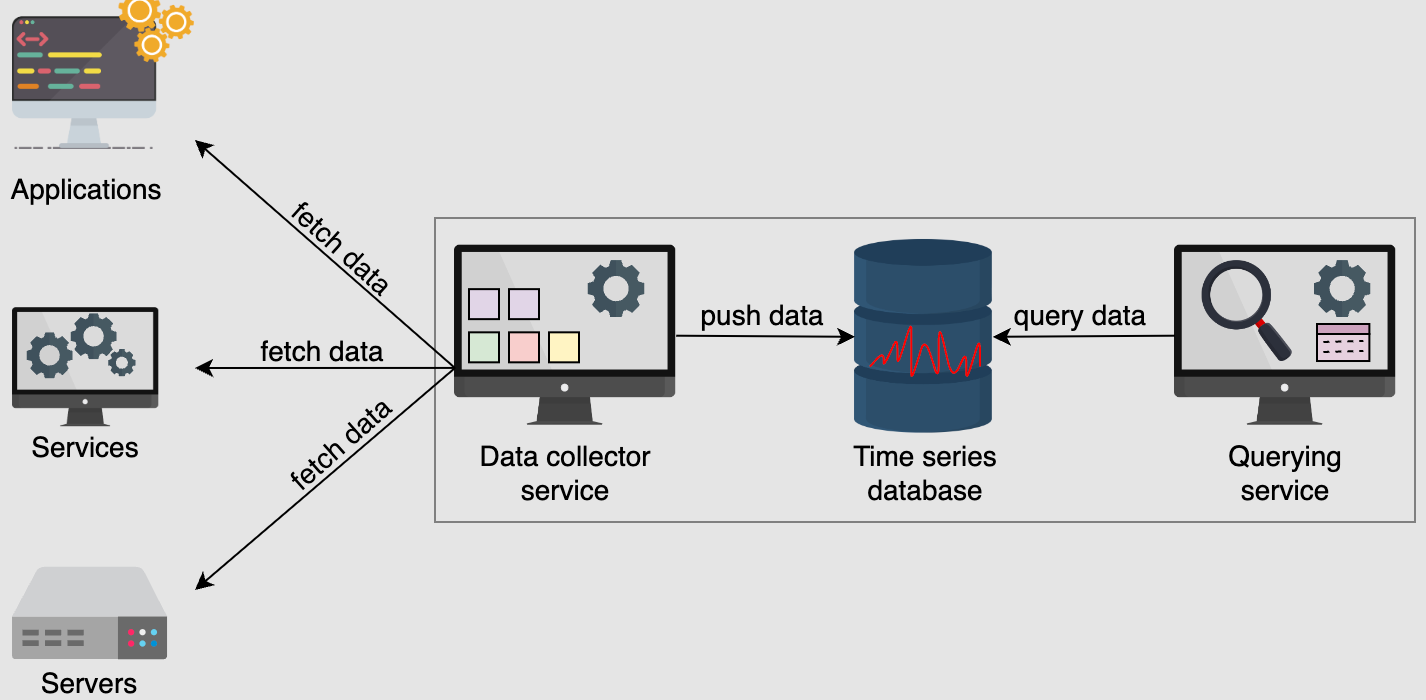 Applications
fetch data
fetch data
fetch data
Services
Servers
push data
query data
Data collector
service
Time series
database
Querying
service